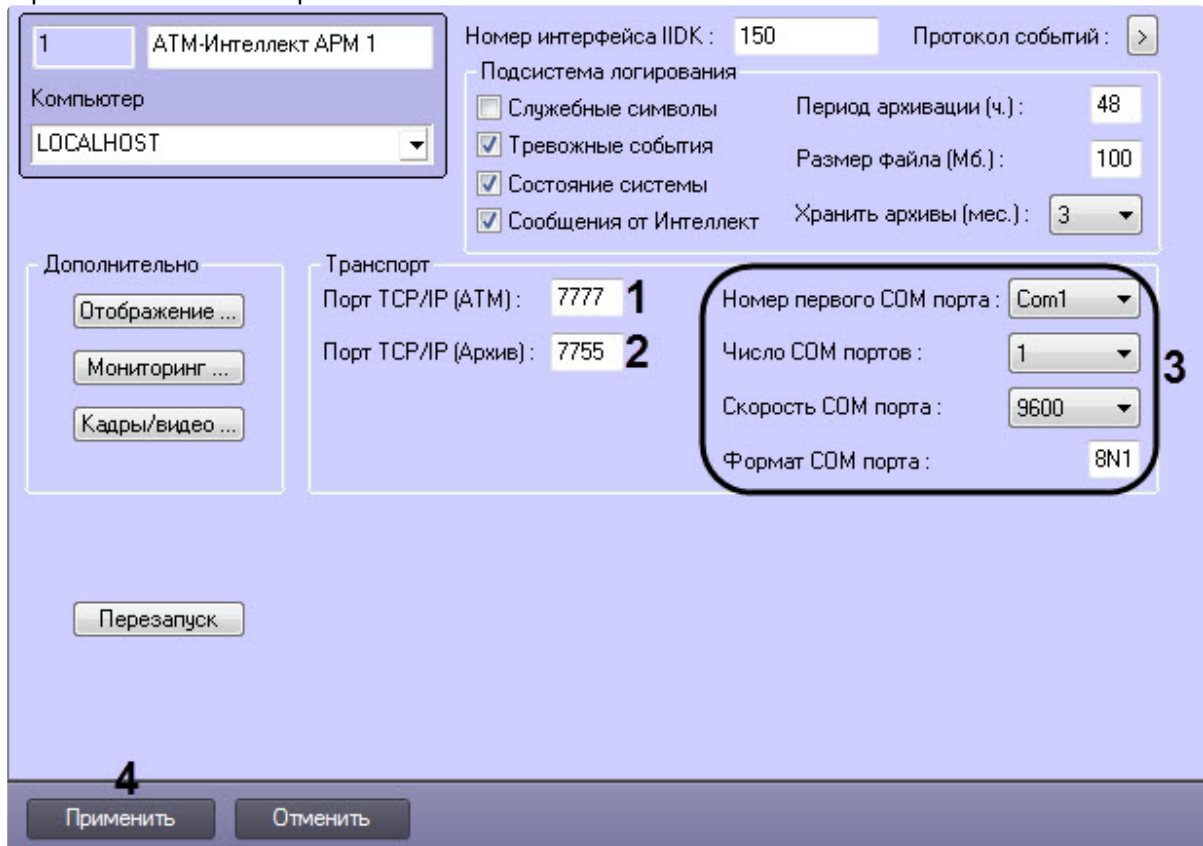 1 АТМ-Интеллект АРМ 1
Компьютер
LOCALHOST
Номер интерфейса IIDK : 150 Протокол событий : >
Подсистема логирования
Служебные символы Период архивации (ч.) : 48
Тревожные события Размер файла (Мб.) : 100
Состояние системы
Сообщения от Интеллект Хранить архивы (мес.) : 3
Дополнительно
Отображение ...
Мониторинг ...
Кадры/видео ...
Транспорт
Порт TCP/IP (АТМ) : 7777 1
Порт TCP/IP (Архив) : 7755 2
Номер первого COM порта : Com1
Число COM портов : 1
Скорость COM порта : 9600
Формат COM порта : 8N1
3
Перезапуск
4
Применить Отменить